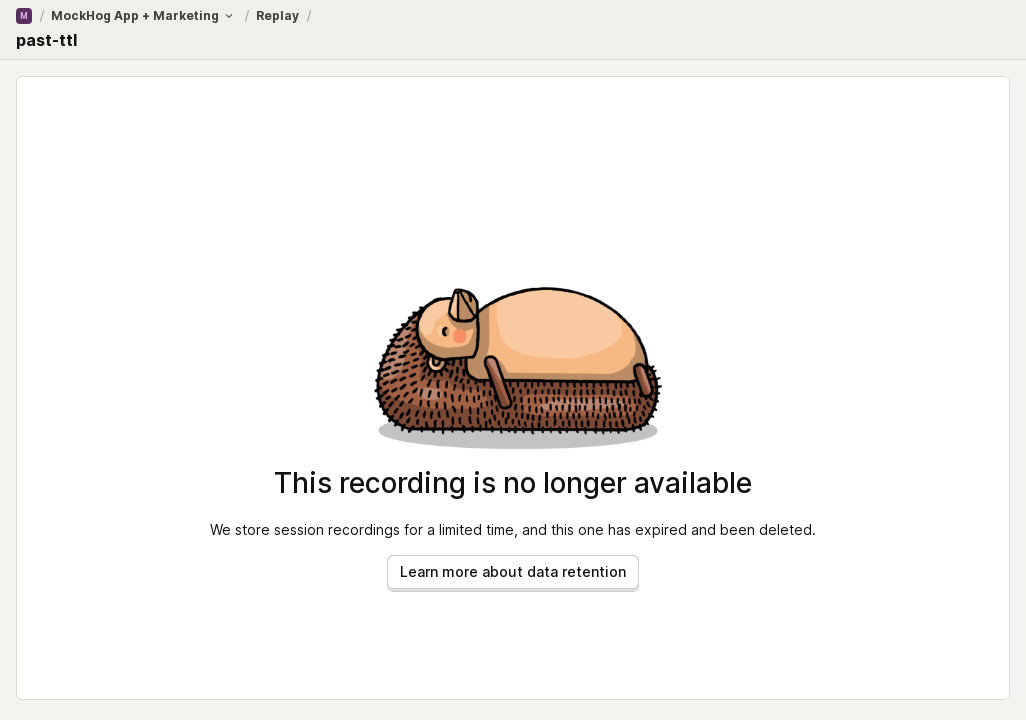 M / MockHog App + Marketing / Replay /
past-ttl
This recording is no longer available
We store session recordings for a limited time, and this one has expired and been deleted.
Learn more about data retention